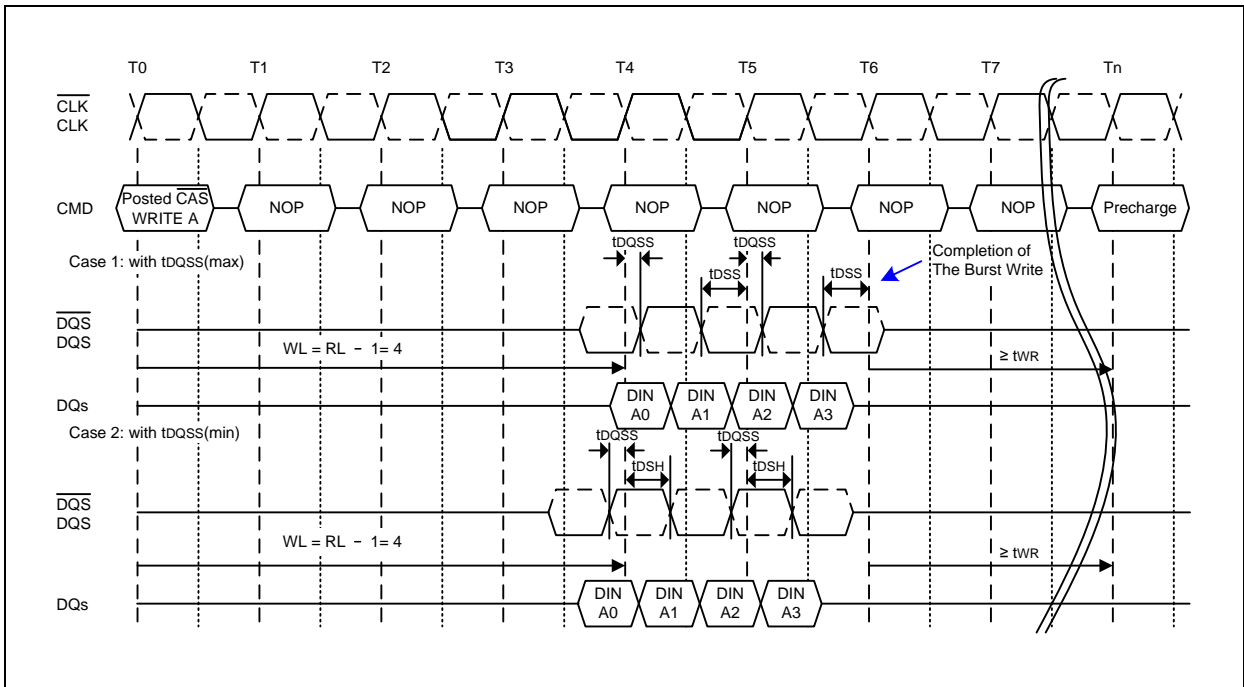 T0 T1 T2 T3 T4 T5 T6 T7 Tn
CLK
CLK
CMD
Posted CAS
WRITE A
NOP NOP NOP NOP NOP NOP NOP Precharge
Case 1: with tDQSS(max)
tDQSS tDQSS
tDSS tDSS
Completion of
The Burst Write
DQS
DQS
WL = RL - 1= 4
≥ tWR
DQs
DIN
A0
DIN
A1
DIN
A2
DIN
A3
Case 2: with tDQSS(min)
tDQSS tDQSS
tDSH tDSH
DQS
DQS
WL = RL - 1= 4
≥ tWR
DQs
DIN
A0
DIN
A1
DIN
A2
DIN
A3